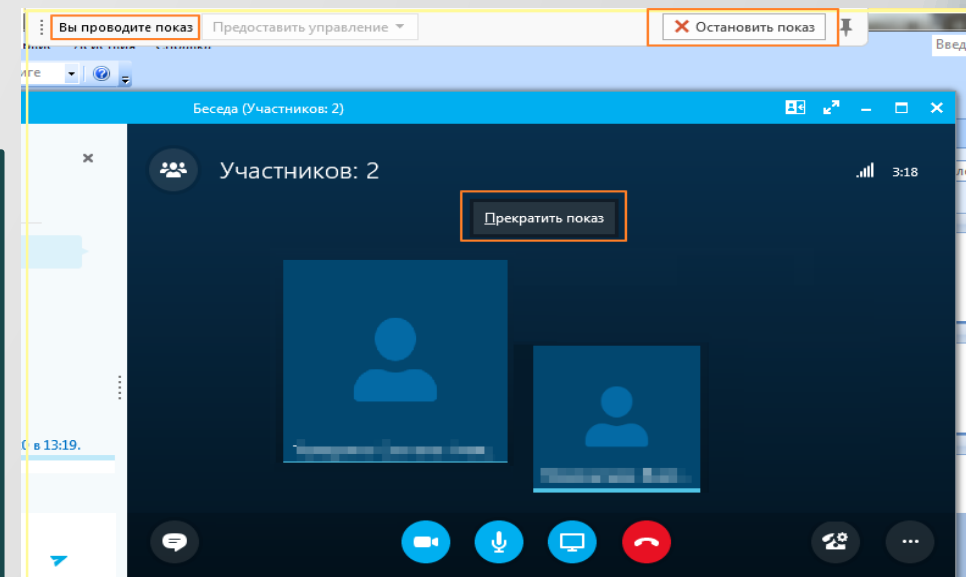 Вы проводите показ Предоставить управление Остановить показ
Введ
Беседа (Участников: 2)
Участников: 2
3:18
Прекратить показ
в 13:19.